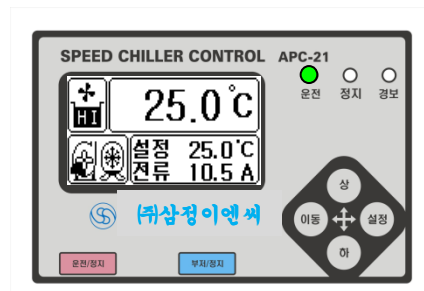 SPEED CHILLER CONTROL APC-21
운전 정지 경보
HI
25.0℃
설정 25.0℃
전류 10.5 A
㈜삼정이엔씨
상
이동 설정
하
운전/정지 부저/정지